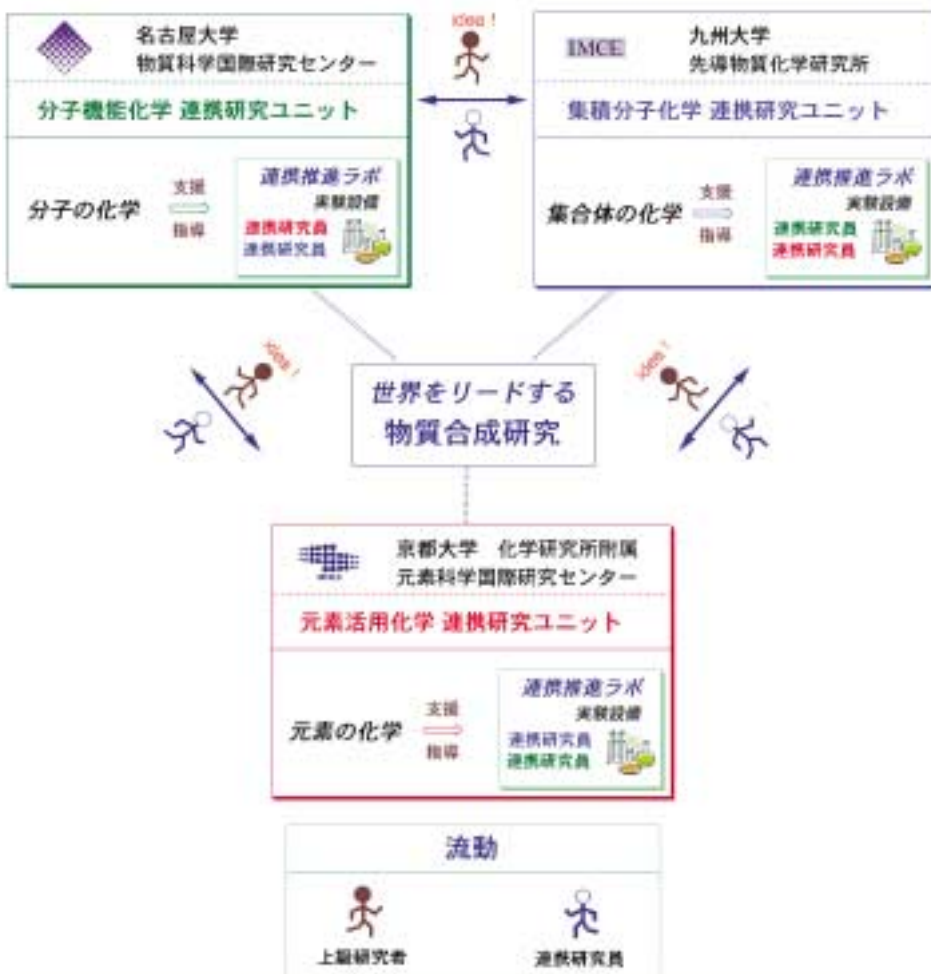 名古屋大学
物質科学国際研究センター
分子機能化学 連携研究ユニット
分子の化学
支援
指導
連携推進ラボ
実験設備
連携研究員
連携研究員
idea !
IMCE
九州大学
先導物質化学研究所
集積分子化学 連携研究ユニット
集合体の化学
支援
指導
連携推進ラボ
実験設備
連携研究員
連携研究員
idea !
idea !
世界をリードする
物質合成研究
京都大学 化学研究所附属
元素科学国際研究センター
元素活用化学 連携研究ユニット
元素の化学
支援
指導
連携推進ラボ
実験設備
連携研究員
連携研究員
流動
上級研究者
連携研究員